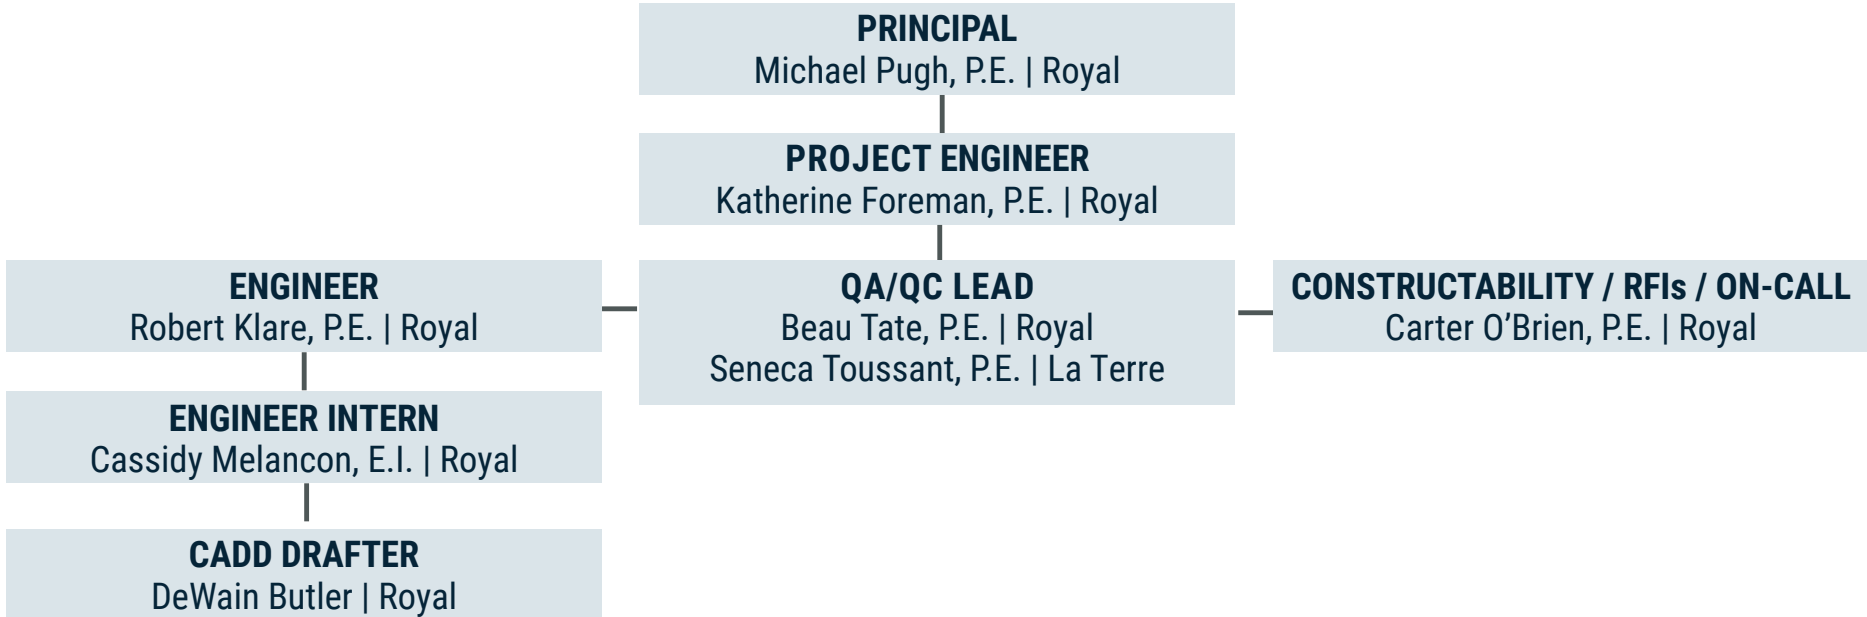 PRINCIPAL
Michael Pugh, P.E. | Royal
PROJECT ENGINEER
Katherine Foreman, P.E. | Royal
ENGINEER
Robert Klare, P.E. | Royal
QA/QC LEAD
Beau Tate, P.E. | Royal
Seneca Toussant, P.E. | La Terre
CONSTRUCTABILITY / RFIs / ON-CALL
Carter O’Brien, P.E. | Royal
ENGINEER INTERN
Cassidy Melancon, E.I. | Royal
CADD DRAFTER
DeWain Butler | Royal